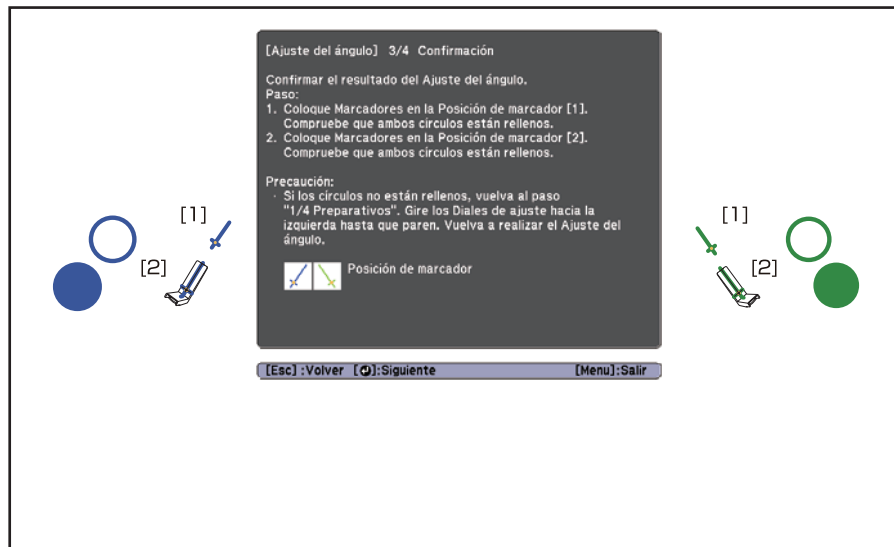 [Ajuste del ángulo] 3/4 Confirmación
Confirmar el resultado del Ajuste del ángulo.
Paso:
1. Coloque Marcadores en la Posición de marcador [1].
Compruebe que ambos círculos están rellenos.
2. Coloque Marcadores en la Posición de marcador [2].
Compruebe que ambos círculos están rellenos.
Precaución:
· Si los círculos no están rellenos, vuelva al paso
"1/4 Preparativos". Gire los Diales de ajuste hacia la
izquierda hasta que paren. Vuelva a realizar el Ajuste del
ángulo.
[1]
[2]
[1]
[2]
Posición de marcador
[Esc] :Volver [↵]:Siguiente [Menu]:Salir